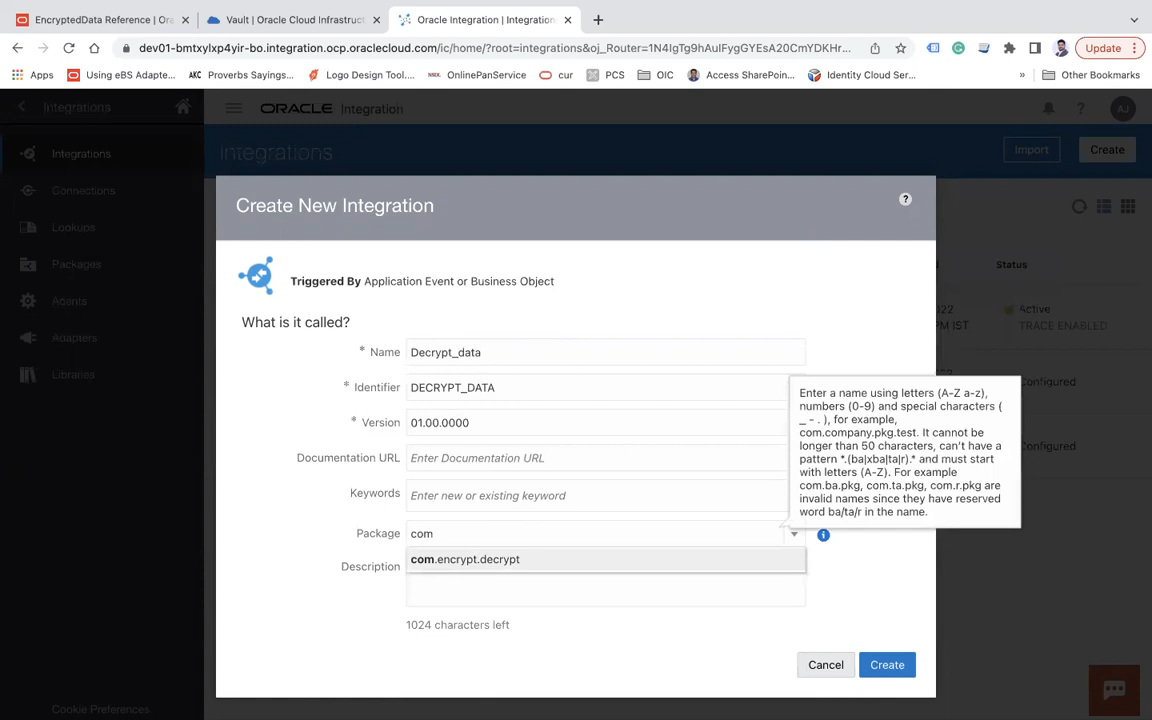 EncryptedData Reference | Ora
Vault | Oracle Cloud Infrastruct
Oracle Integration | Integration
dev01-bmtxylxp4yir-bo.integration.ocp.oraclecloud.com/ic/home/?root=integrations&oj_Router=1N4IgTg9hAulFygGYEsA20CmYDKHr...
Update
Apps
Using eBS Adapte...
AKC Proverbs Sayings...
Logo Design Tool....
OnlinePanService
cur
PCS
OIC
Access SharePoin...
Identity Cloud Ser...
»
Other Bookmarks
Integrations
ORACLE Integration
?
AJ
Integrations
Connections
Lookups
Packages
Agents
Adapters
Libraries
Cookie Preferences
Integrations
Import
Create
Status
2022
PM IST
Active
TRACE ENABLED
Configured
Configured
Create New Integration
?
Triggered By Application Event or Business Object
What is it called?
* Name Decrypt_data
* Identifier DECRYPT_DATA
* Version 01.00.0000
Documentation URL Enter Documentation URL
Keywords Enter new or existing keyword
Package com
com.encrypt.decrypt
Description
1024 characters left
Enter a name using letters (A-Z a-z),
numbers (0-9) and special characters (
_ - . ), for example,
com.company.pkg.test. It cannot be
longer than 50 characters, can't have a
pattern *.(ba|xba|ta|r).* and must start
with letters (A-Z). For example
com.ba.pkg, com.ta.pkg, com.r.pkg are
invalid names since they have reserved
word ba/ta/r in the name.
Cancel
Create